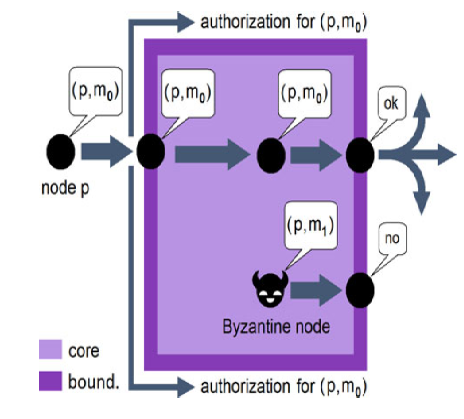 authorization for (p,m₀)
(p,m₀)
(p,m₀)
(p,m₀)
ok
node p
(p,m₁)
no
Byzantine node
core
bound.
authorization for (p,m₀)